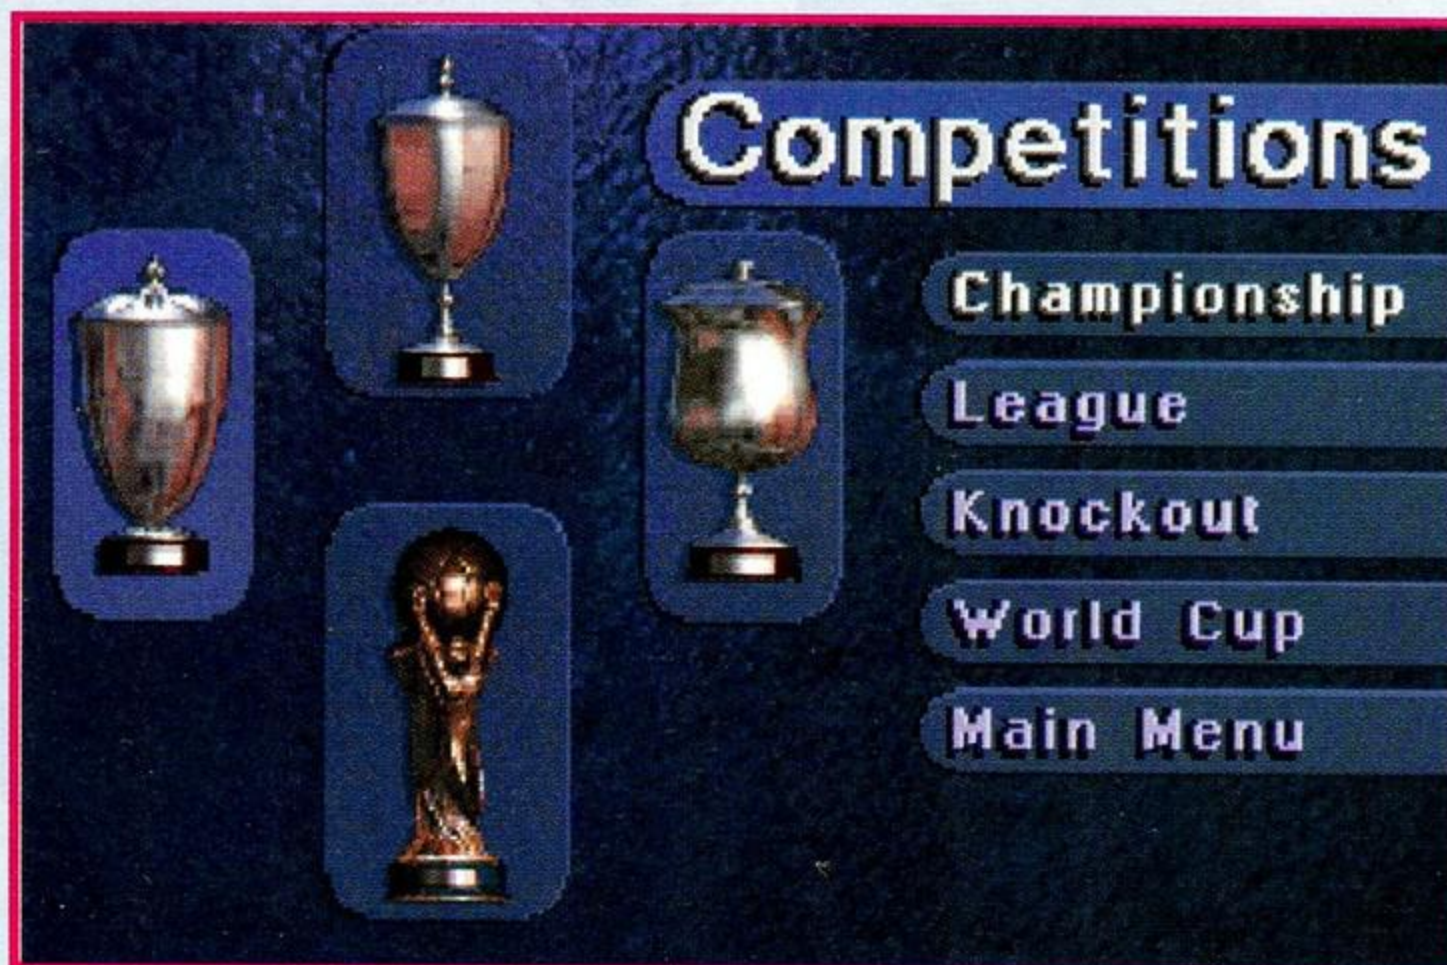 Competitions
Championship
League
Knockout
World Cup
Main Menu